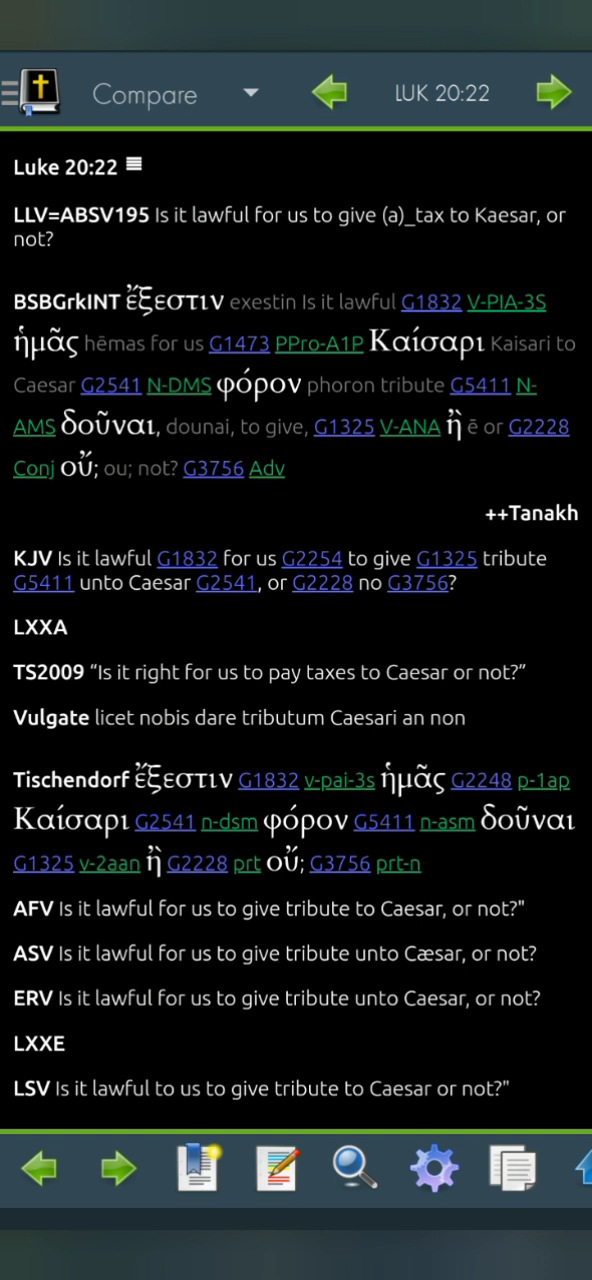 Compare
LUK 20:22
Luke 20:22
LLV=ABSV195 Is it lawful for us to give (a)_tax to Kaesar, or
not?
BSBGrkINT ἔξεστιν exestin Is it lawful G1832 V-PIA-3S
ἡμᾶς hēmas for us G1473 PPro-A1P Καίσαρι Kaisari to
Caesar G2541 N-DMS φόρον phoron tribute G5411 N-
AMS δοῦναι, dounai, to give, G1325 V-ANA ἢ ē or G2228
Conj οὔ; ou; not? G3756 Adv
++Tanakh
KJV Is it lawful G1832 for us G2254 to give G1325 tribute
G5411 unto Caesar G2541, or G2228 no G3756?
LXXA
TS2009 “Is it right for us to pay taxes to Caesar or not?”
Vulgate licet nobis dare tributum Caesari an non
Tischendorf ἔξεστιν G1832 v-pai-3s ἡμᾶς G2248 p-1ap
Καίσαρι G2541 n-dsm φόρον G5411 n-asm δοῦναι
G1325 v-2aan ἢ G2228 prt οὔ; G3756 prt-n
AFV Is it lawful for us to give tribute to Caesar, or not?"
ASV Is it lawful for us to give tribute unto Cæsar, or not?
ERV Is it lawful for us to give tribute unto Caesar, or not?
LXXE
LSV Is it lawful to us to give tribute to Caesar or not?"